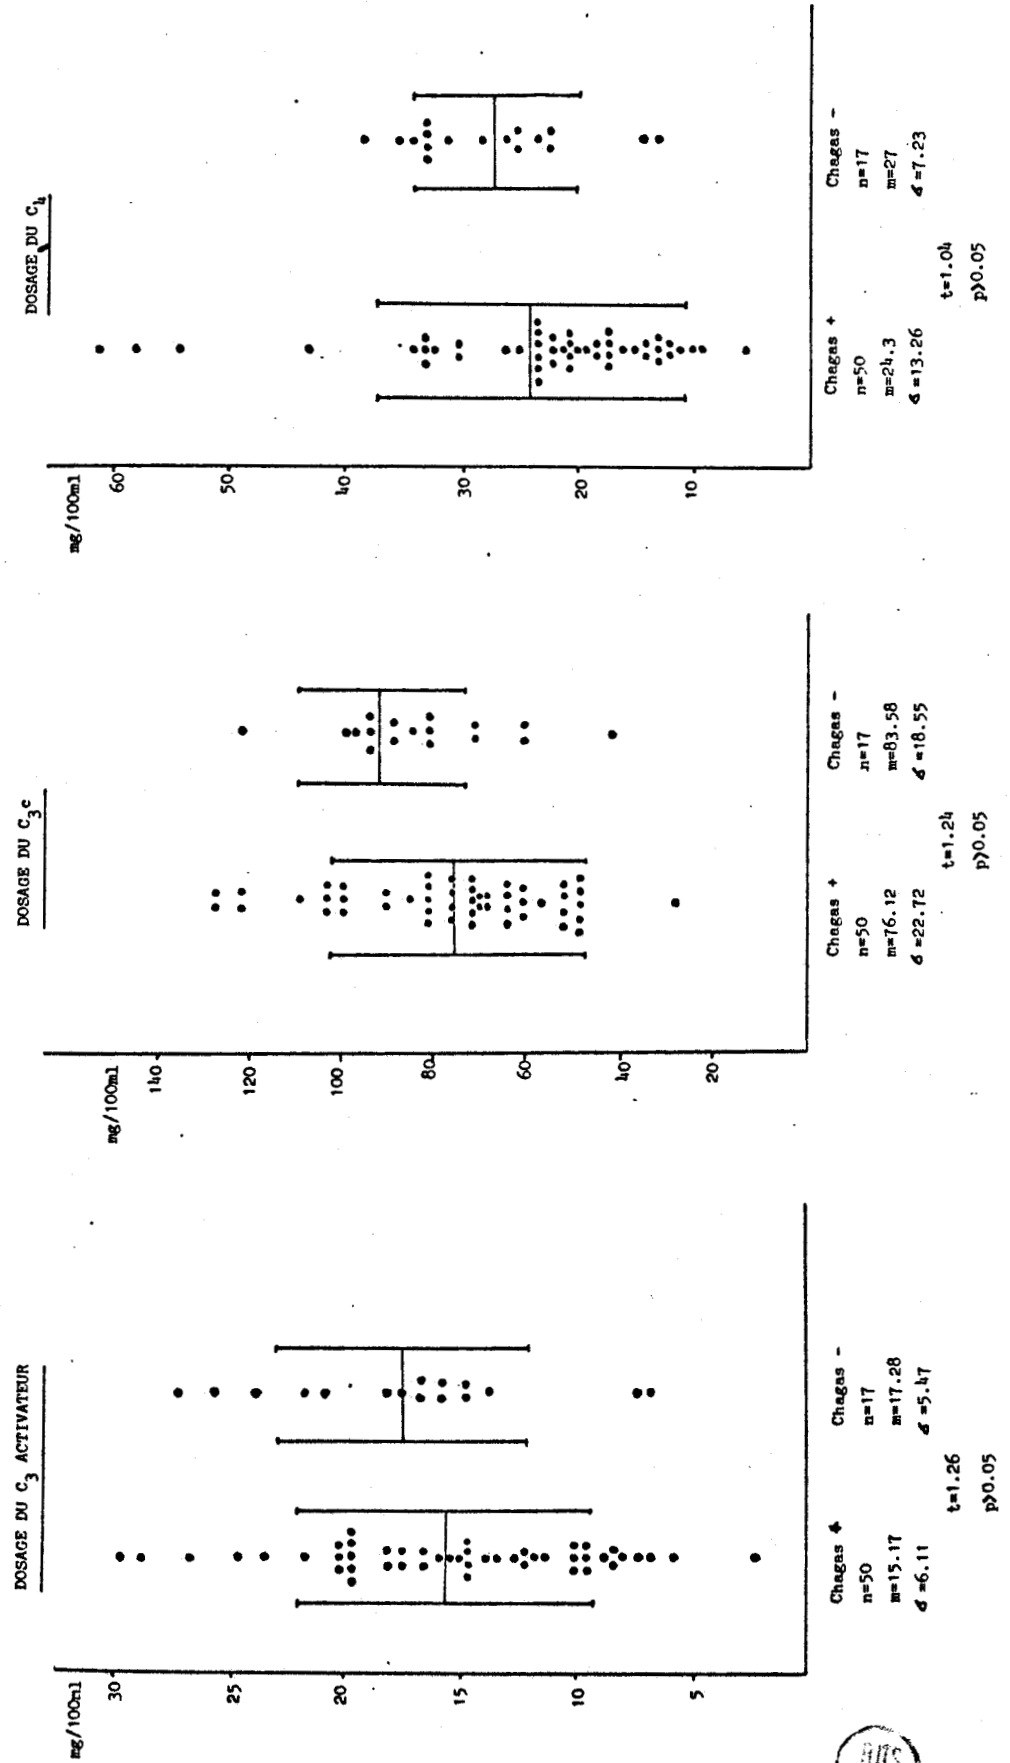 DOSAGE DU C3 ACTIVATEUR
mg/100ml
30
25
20
15
10
5
Chagas +
n=50
m=15.17
σ=6.11
Chagas -
n=17
m=17.28
σ=5.47
t=1.26
p>0.05
DOSAGE DU C3c
mg/100ml
140
120
100
80
60
40
20
Chagas +
n=50
m=76.12
σ=22.72
Chagas -
n=17
m=83.58
σ=18.55
t=1.24
p>0.05
DOSAGE DU C4
mg/100ml
60
50
40
30
20
10
Chagas +
n=50
m=24.3
σ=13.26
Chagas -
n=17
m=27
σ=7.23
t=1.04
p>0.05